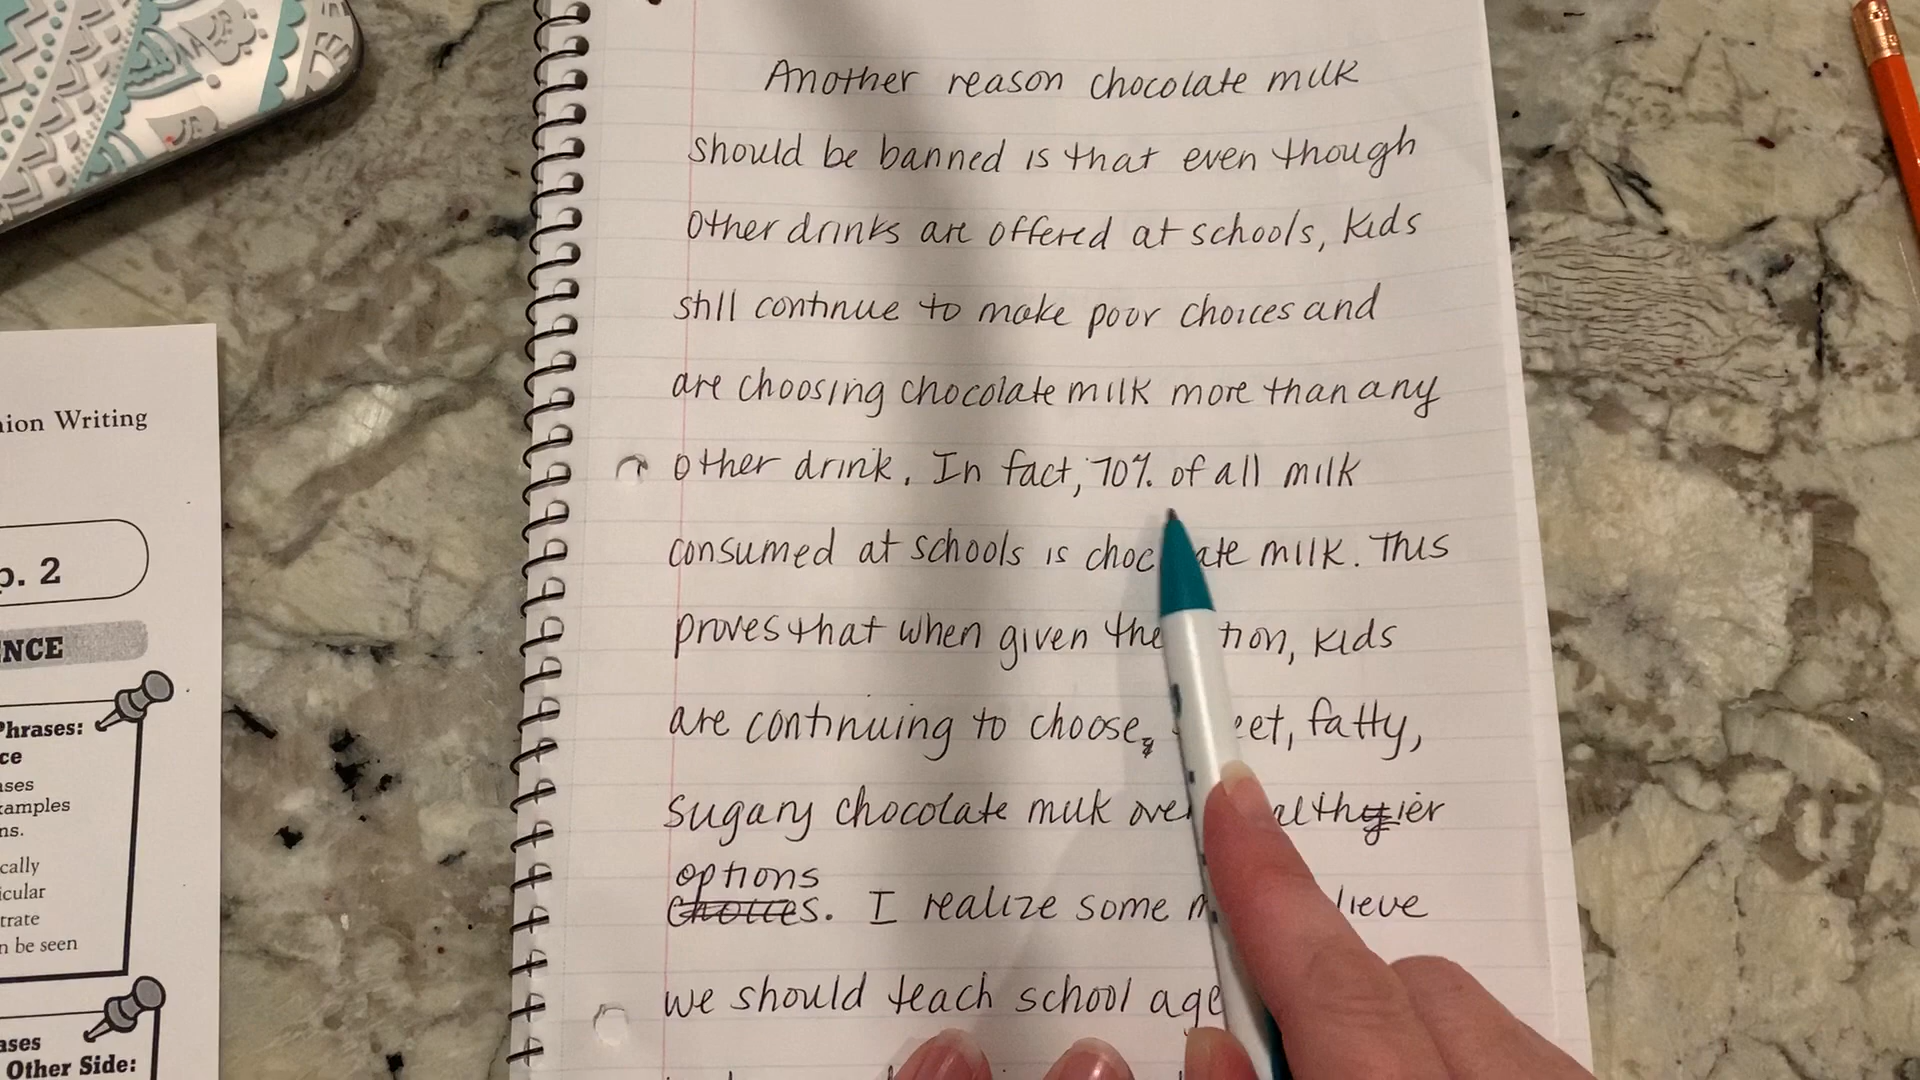 Another reason chocolate milk
should be banned is that even though
other drinks are offered at schools, kids
still continue to make poor choices and
are choosing chocolate milk more than any
other drink. In fact, 70% of all milk
consumed at schools is choc ate milk. This
proves that when given the tion, kids
are continuing to choose, eet, fatty,
sugary chocolate milk ove althier
options
choices. I realize some m lieve
we should teach school age
nion Writing
p. 2
NCE
Phrases:
ce
ases
xamples
ns.
cally
icular
trate
n be seen
ases
Other Side: